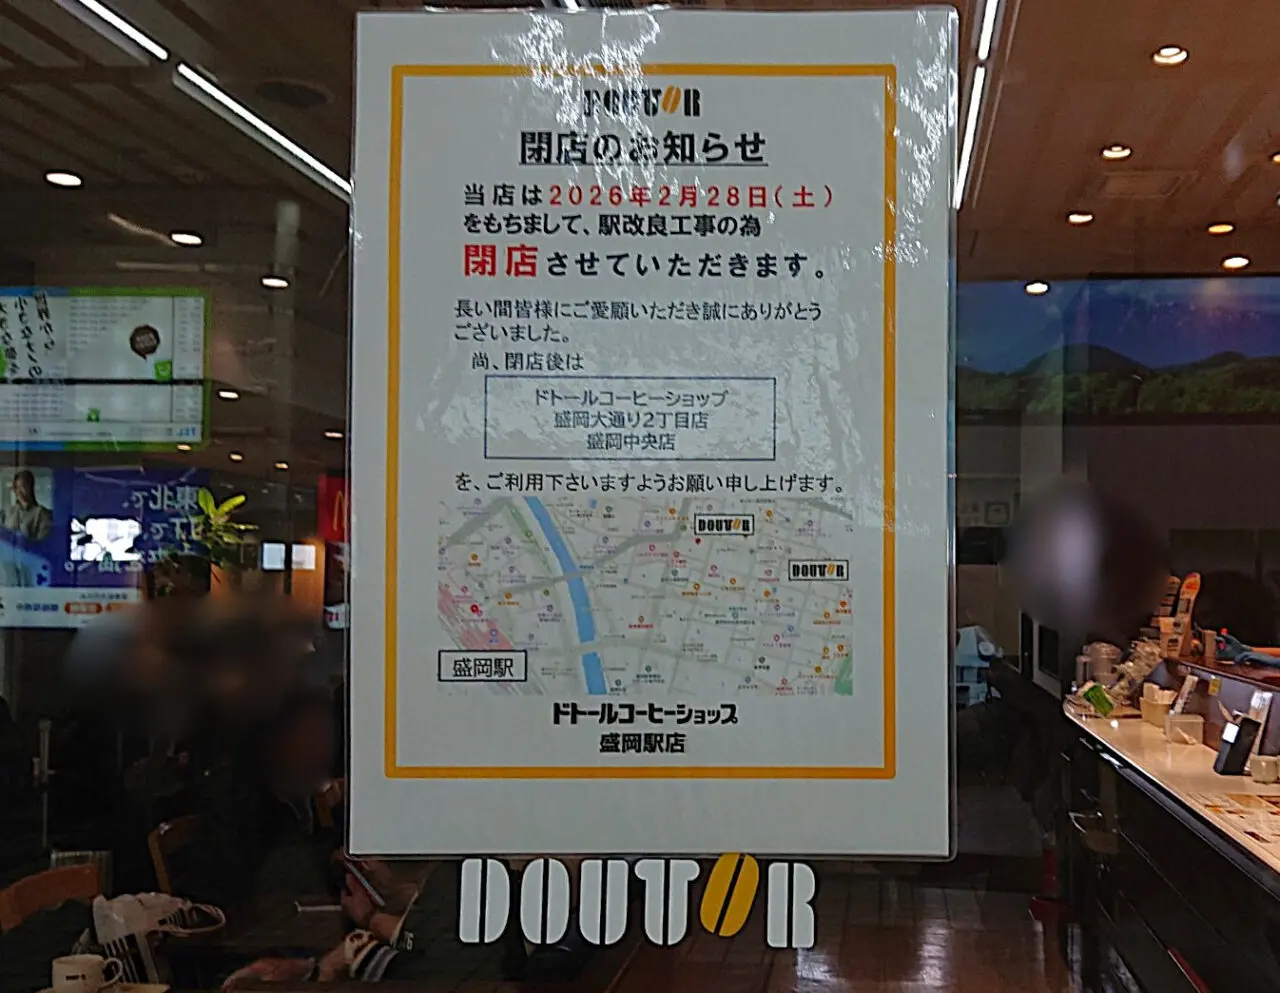 DOUTOR
閉店のお知らせ
当店は2026年2月28日(土)
をもちまして、駅改良工事の為
閉店させていただきます。
長い間皆様にご愛願いただき誠にありがとう
ございました。
尚、閉店後は
ドトールコーヒーショップ
盛岡大通り2丁目店
盛岡中央店
を、ご利用下さいますようお願い申し上げます。
DOUTOR
DOUTOR
盛岡駅
ドトールコーヒーショップ
盛岡駅店
DOUTOR